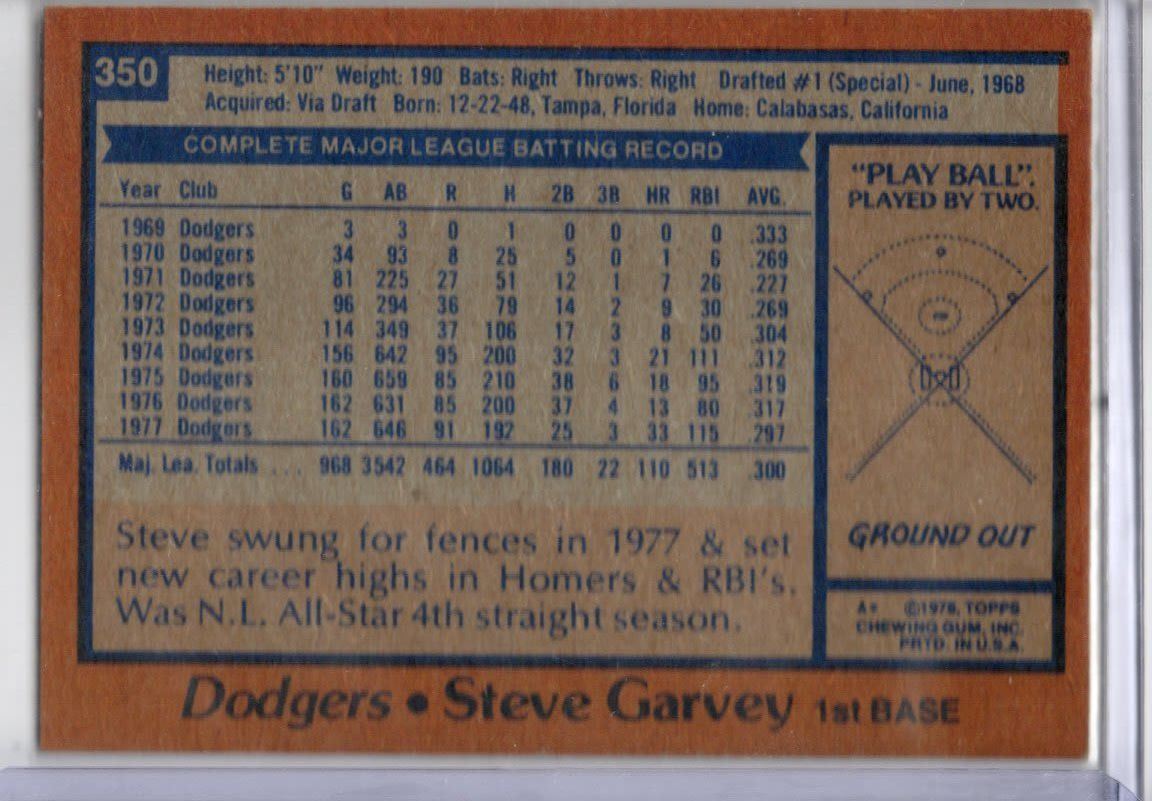 350
Height: 5'10" Weight: 190 Bats: Right Throws: Right Drafted #1 (Special) - June, 1968
Acquired: Via Draft Born: 12-22-48, Tampa, Florida Home: Calabasas, California
COMPLETE MAJOR LEAGUE BATTING RECORD
Year Club G AB R H 2B 3B HR RBI AVG.
1969 Dodgers 3 3 0 1 0 0 0 0 .333
1970 Dodgers 34 93 8 25 5 0 1 6 .269
1971 Dodgers 81 225 27 51 12 1 7 26 .227
1972 Dodgers 96 294 36 79 14 2 9 30 .269
1973 Dodgers 114 349 37 106 17 3 8 50 .304
1974 Dodgers 156 642 95 200 32 3 21 111 .312
1975 Dodgers 160 659 85 210 38 6 18 95 .319
1976 Dodgers 162 631 85 200 37 4 13 80 .317
1977 Dodgers 162 646 91 192 25 3 33 115 .297
Maj. Lea. Totals ... 968 3542 464 1064 180 22 110 513 .300
Steve swung for fences in 1977 & set
new career highs in Homers & RBI's.
Was N.L. All-Star 4th straight season.
"PLAY BALL".
PLAYED BY TWO.
GROUND OUT
A* ©1978, TOPPS
CHEWING GUM, INC.
PRTD. IN U.S.A.
Dodgers • Steve Garvey 1st BASE